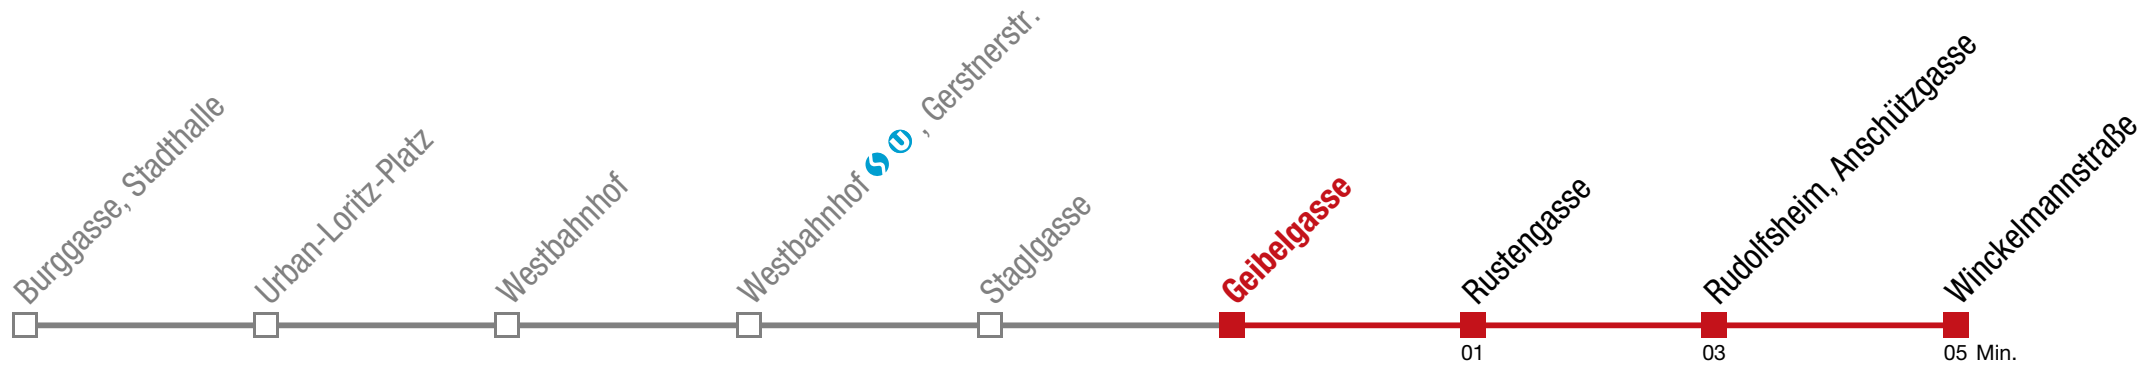 Burggasse, Stadthalle
Urban-Loritz-Platz
Westbahnhof
Westbahnhof S U, Gerstnerstr.
Staglgasse
Geibelgasse
Rustengasse
Rudolfsheim, Anschützgasse
Winckelmannstraße
01
03
05 Min.